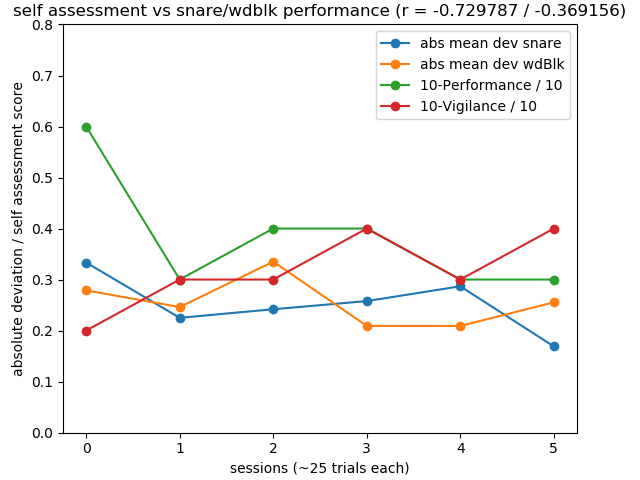 self assessment vs snare/wdblk performance (r = -0.729787 / -0.369156)
abs mean dev snare
abs mean dev wdBlk
10-Performance / 10
10-Vigilance / 10
absolute deviation / self assessment score
0.8
0.7
0.6
0.5
0.4
0.3
0.2
0.1
0.0
0 1 2 3 4 5
sessions (~25 trials each)